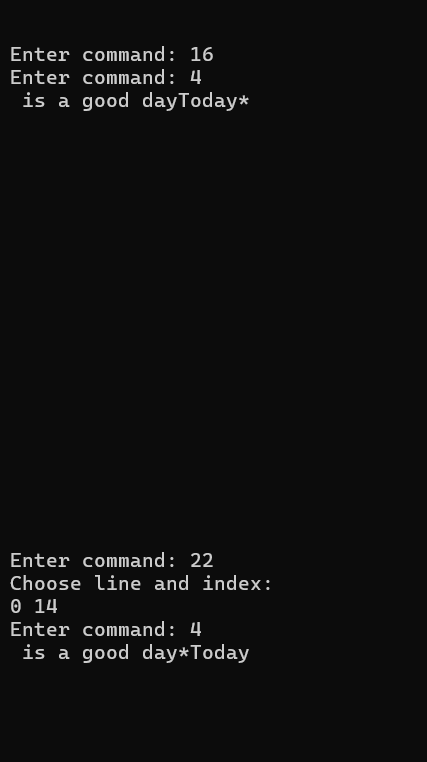 Enter command: 16
Enter command: 4
 is a good dayToday*
Enter command: 22
Choose line and index:
0 14
Enter command: 4
 is a good day*Today